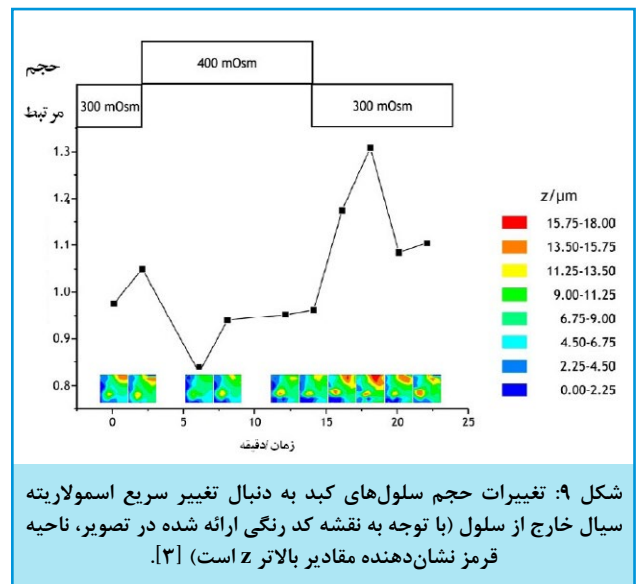 حجم
400 mOsm
مرتبط
300 mOsm
300 mOsm
1.3
1.2
1.1
1.0
0.9
0.8
0
5
10
15
20
25
زمان/دقیقه
z/µm
15.75-18.00
13.50-15.75
11.25-13.50
9.00-11.25
6.75-9.00
4.50-6.75
2.25-4.50
0.00-2.25
شکل ۹: تغییرات حجم سلول‌های کبد به دنبال تغییر سریع اسمولاریته
سیال خارج از سلول (با توجه به نقشه کد رنگی ارائه شده در تصویر، ناحیه
قرمز نشان‌دهنده مقادیر بالاتر z است) [۳].